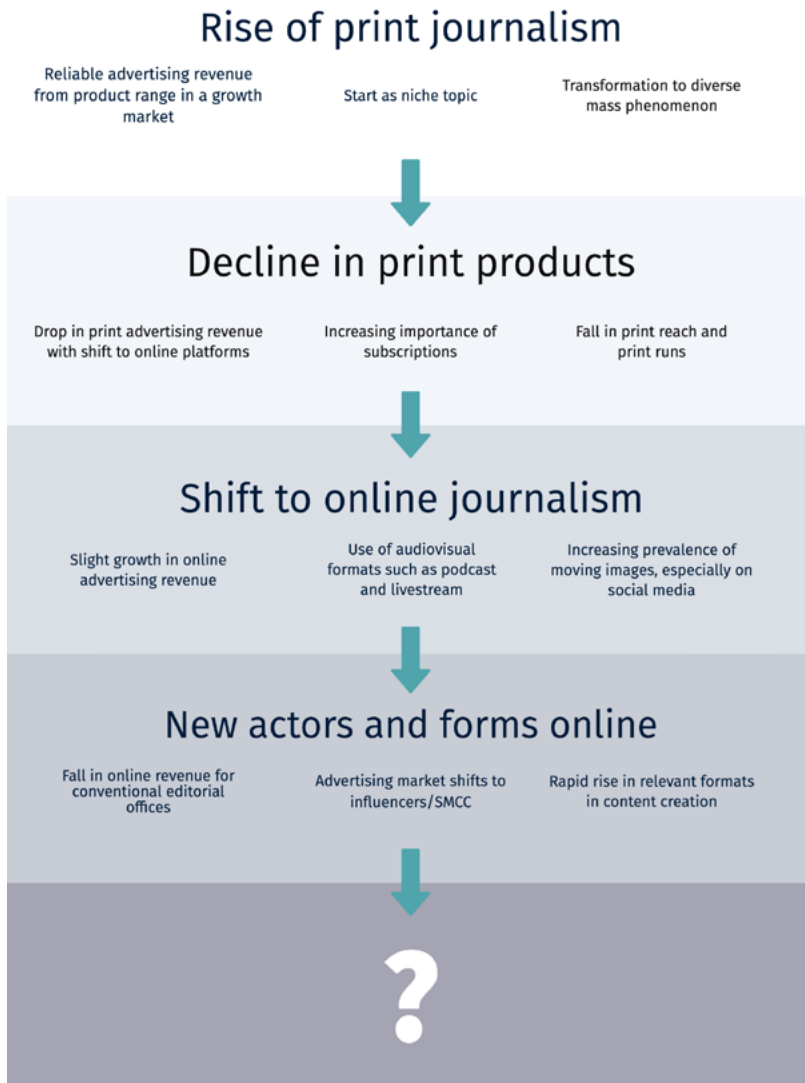 Rise of print journalism
Reliable advertising revenue
from product range in a growth
market
Start as niche topic
Transformation to diverse
mass phenomenon
Decline in print products
Drop in print advertising revenue
with shift to online platforms
Increasing importance of
subscriptions
Fall in print reach and
print runs
Shift to online journalism
Slight growth in online
advertising revenue
Use of audiovisual
formats such as podcast
and livestream
Increasing prevalence of
moving images, especially on
social media
New actors and forms online
Fall in online revenue for
conventional editorial
offices
Advertising market shifts to
influencers/SMCC
Rapid rise in relevant formats
in content creation
?